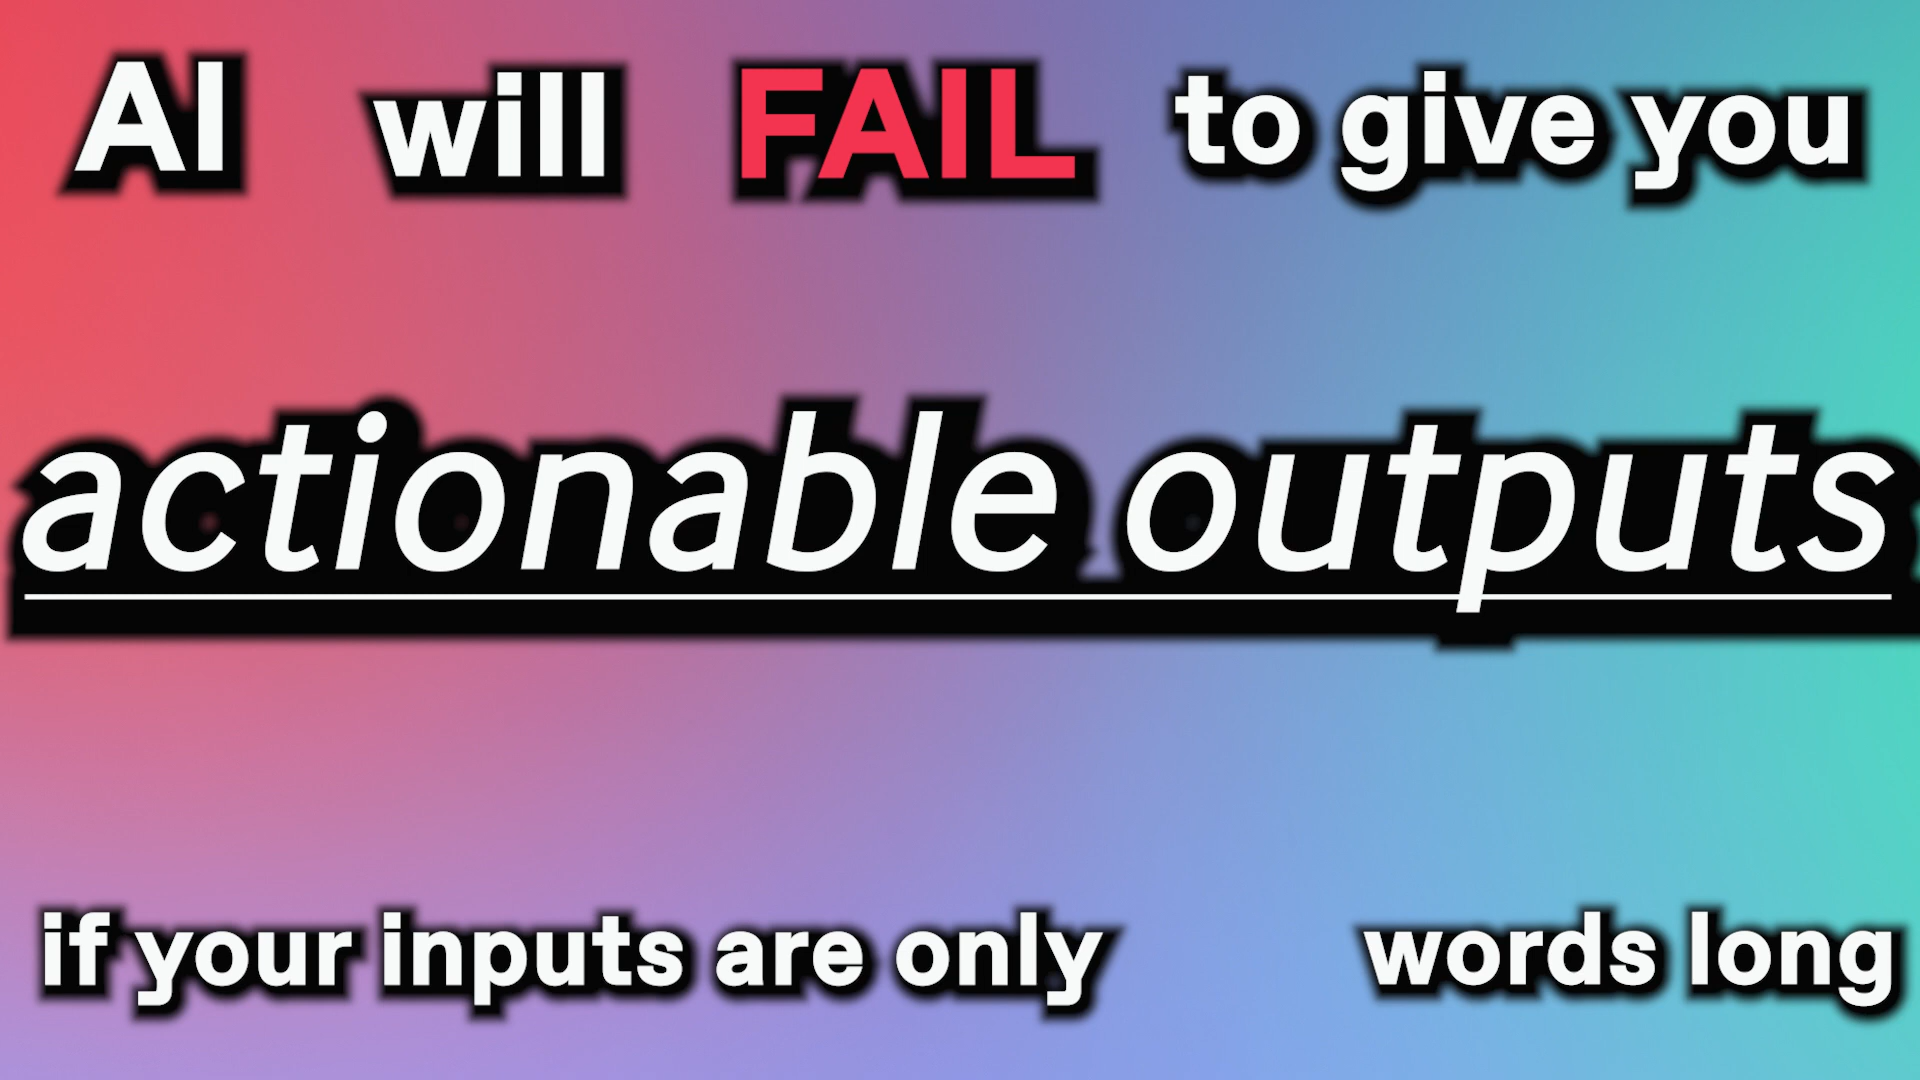 AI will FAIL to give you
actionable outputs
if your inputs are only words long